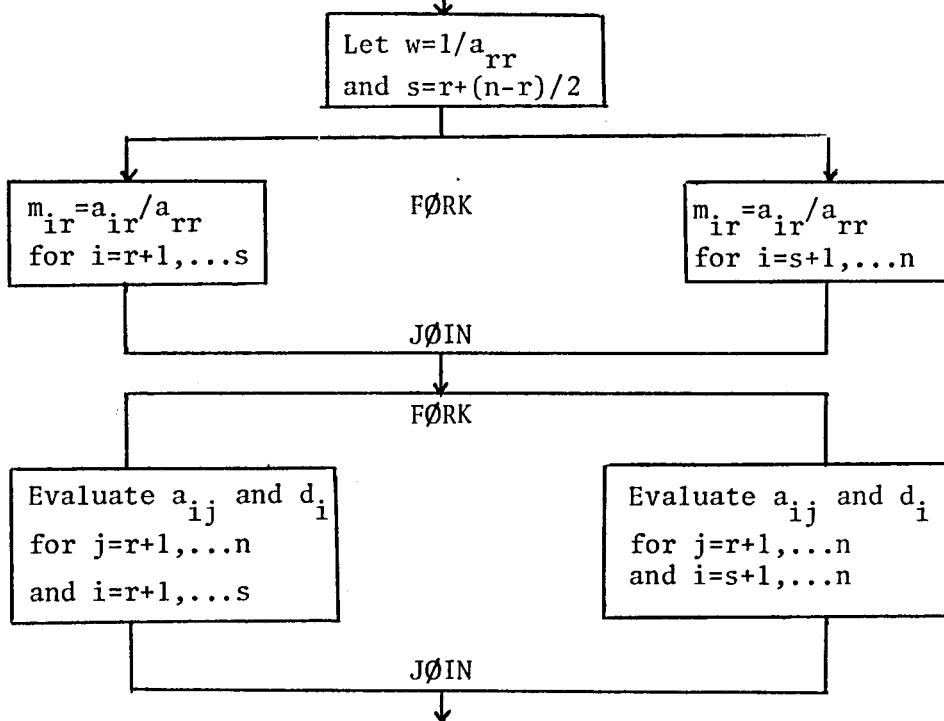 Let w=1/a_rr
and s=r+(n-r)/2
m_ir=a_ir/a_rr
for i=r+1,...s
FØRK
m_ir=a_ir/a_rr
for i=s+1,...n
JØIN
FØRK
Evaluate a_ij and d_i
for j=r+1,...n
and i=r+1,...s
Evaluate a_ij and d_i
for j=r+1,...n
and i=s+1,...n
JØIN